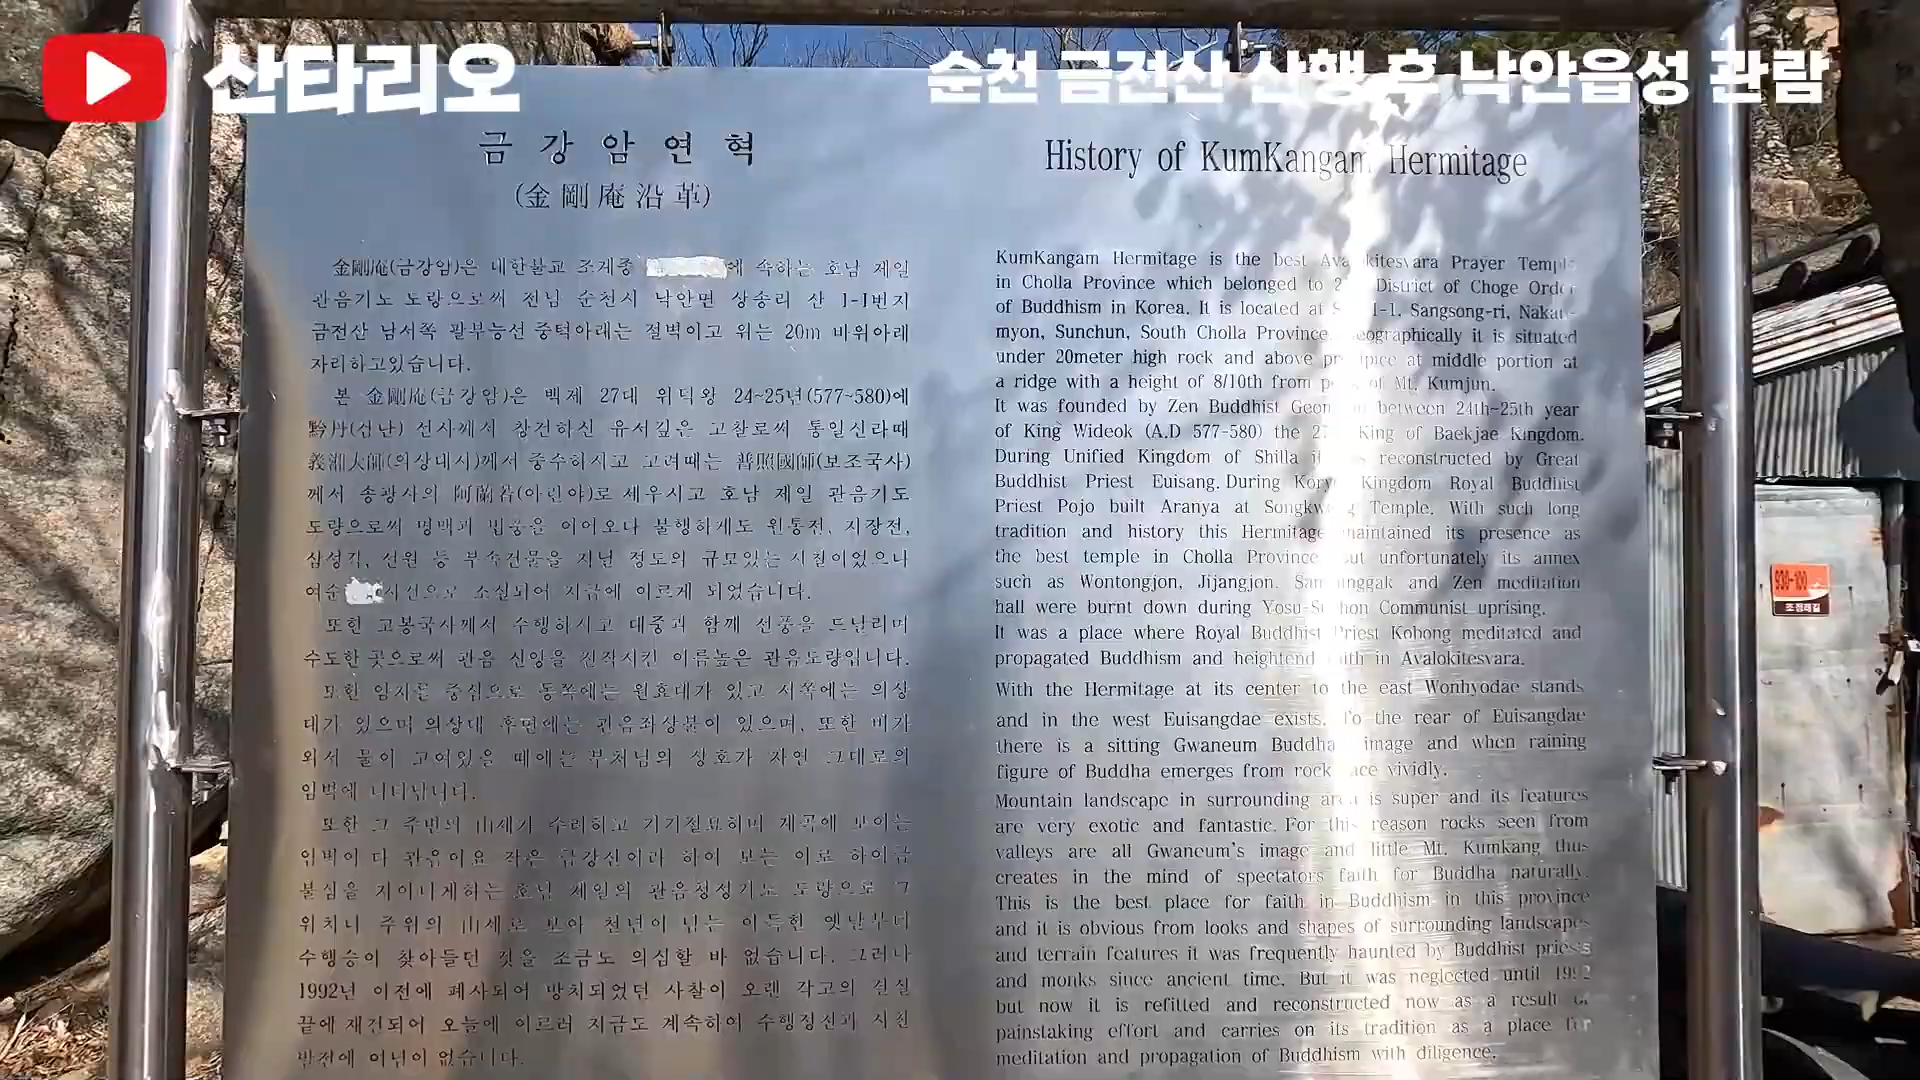 산타리오
순천 금전산 산행 후 낙안읍성 관람
금강암연혁
(金剛庵沿革)
金剛庵(금강암)은 대한불교 조계종 에 속하는 호남 제일
관음기도 도량으로써 전남 순천시 낙안면 상송리 산 1-1번지
금전산 남서쪽 팔부능선 중턱아래는 절벽이고 위는 20m 바위아래
자리하고있습니다.
본 金剛庵(금강암)은 백제 27대 위덕왕 24~25년(577~580)에
黔丹(검단) 선사께서 창건하신 유서깊은 고찰로써 통일신라때
義湘大師(의상대사)께서 중수하시고 고려때는 普照國師(보조국사)
께서 송광사의 阿蘭若(아란야)로 세우시고 호남 제일 관음기도
도량으로써 명맥과 법풍을 이어오다 불행하게도 원통전, 지장전,
삼성각, 선원 등 부속건물을 지닐 정도의 규모있는 사찰이었으나
여순 사건으로 소실되어 지금에 이르게 되었습니다.
또한 고봉국사께서 수행하시고 대중과 함께 선풍을 드날리며
수도한 곳으로써 관음 신앙을 진작시킨 이름높은 관음도량입니다.
또한 암자를 중심으로 동쪽에는 원효대가 있고 서쪽에는 의상
대가 있으며 의상대 후면에는 관음좌상불이 있으며, 또한 비가
와서 물이 고여있을 때에는 부처님의 상호가 자연 그대로의
암벽에 나타납니다.
또한 그 주변의 山세가 수려하고 기기절묘하며 계곡에 보이는
암벽이 다 관음이요 작은 금강산이라 하여 보는 이로 하여금
불심을 자아내게하는 호남 제일의 관음청정기도 도량으로 그
위치나 주위의 山세로 보아 천년이 넘는 아득한 옛날부터
수행승이 찾아들던 곳을 조금도 의심할 바 없습니다. 그러나
1992년 이전에 폐사되어 방치되었던 사찰이 오랜 각고의 결실
끝에 재건되어 오늘에 이르러 지금도 계속하여 수행정진과 사찰
발전에 여념이 없습니다.
History of KumKangam Hermitage
KumKangam Hermitage is the best Ava kitesvara Prayer Temple
in Cholla Province which belonged to 2 District of Choge Order
of Buddhism in Korea. It is located at 1-1, Sangsong-ri, Nakan-
myon, Sunchun, South Cholla Province. eographically it is situated
under 20meter high rock and above pr ipice at middle portion at
a ridge with a height of 8/10th from p of Mt. Kumjun.
It was founded by Zen Buddhist Geon between 24th~25th year
of King Wideok (A.D 577-580) the 27 King of Baekjae Kingdom.
During Unified Kingdom of Shilla it reconstructed by Great
Buddhist Priest Euisang. During Kory Kingdom Royal Buddhist
Priest Pojo built Aranya at Songkw g Temple. With such long
tradition and history this Hermitage maintained its presence as
the best temple in Cholla Province but unfortunately its annex
such as Wontongjon, Jijangjon, Samsunggak and Zen meditation
hall were burnt down during Yosu-Sunchon Communist uprising.
It was a place where Royal Buddhist Priest Kobong meditated and
propagated Buddhism and heightend faith in Avalokitesvara.
With the Hermitage at its center to the east Wonhyodae stands
and in the west Euisangdae exists. To the rear of Euisangdae
there is a sitting Gwaneum Buddha image and when raining
figure of Buddha emerges from rock face vividly.
Mountain landscape in surrounding area is super and its features
are very exotic and fantastic. For this reason rocks seen from
valleys are all Gwaneum's image and little Mt. Kumkang thus
creates in the mind of spectators faith for Buddha naturally.
This is the best place for faith in Buddhism in this province
and it is obvious from looks and shapes of surrounding landscapes
and terrain features it was frequently haunted by Buddhist priests
and monks since ancient time. But it was neglected until 1992
but now it is refitted and reconstructed now as a result of
painstaking effort and carries on its tradition as a place for
meditation and propagation of Buddhism with diligence.
930-100
조정래길